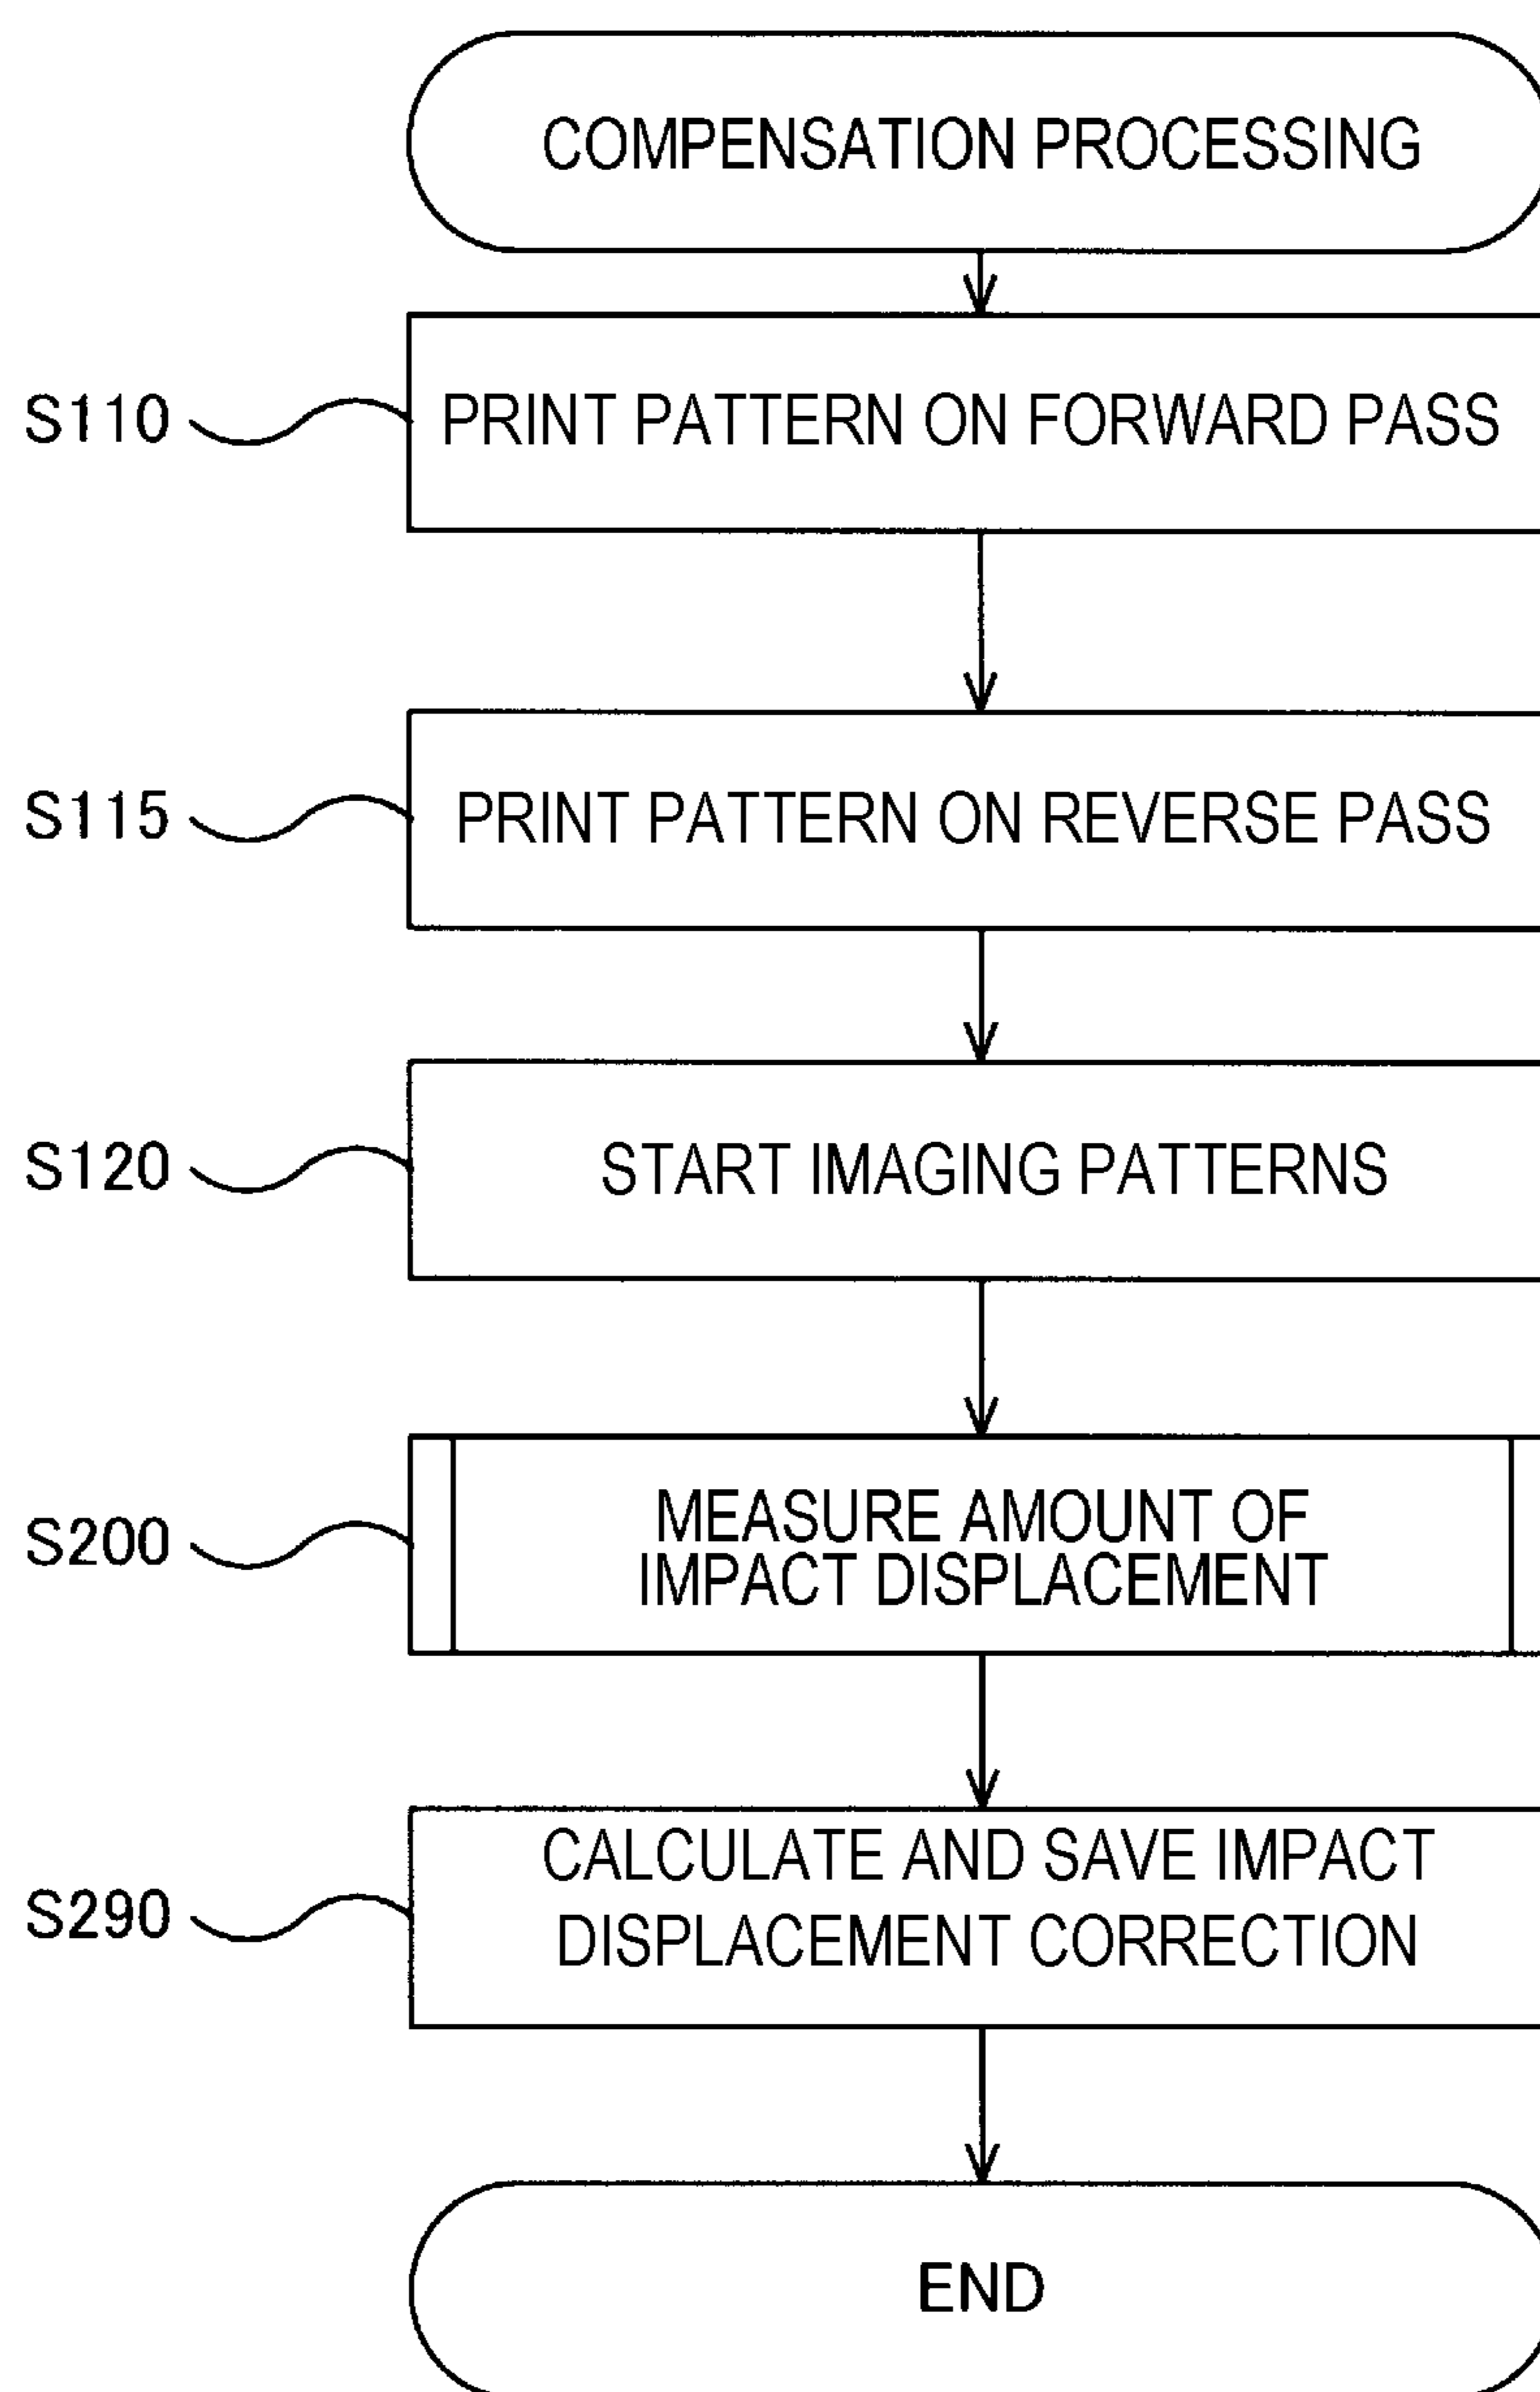 COMPENSATION PROCESSING
S110
PRINT PATTERN ON FORWARD PASS
S115
PRINT PATTERN ON REVERSE PASS
S120
START IMAGING PATTERNS
S200
MEASURE AMOUNT OF
IMPACT DISPLACEMENT
S290
CALCULATE AND SAVE IMPACT
DISPLACEMENT CORRECTION
END